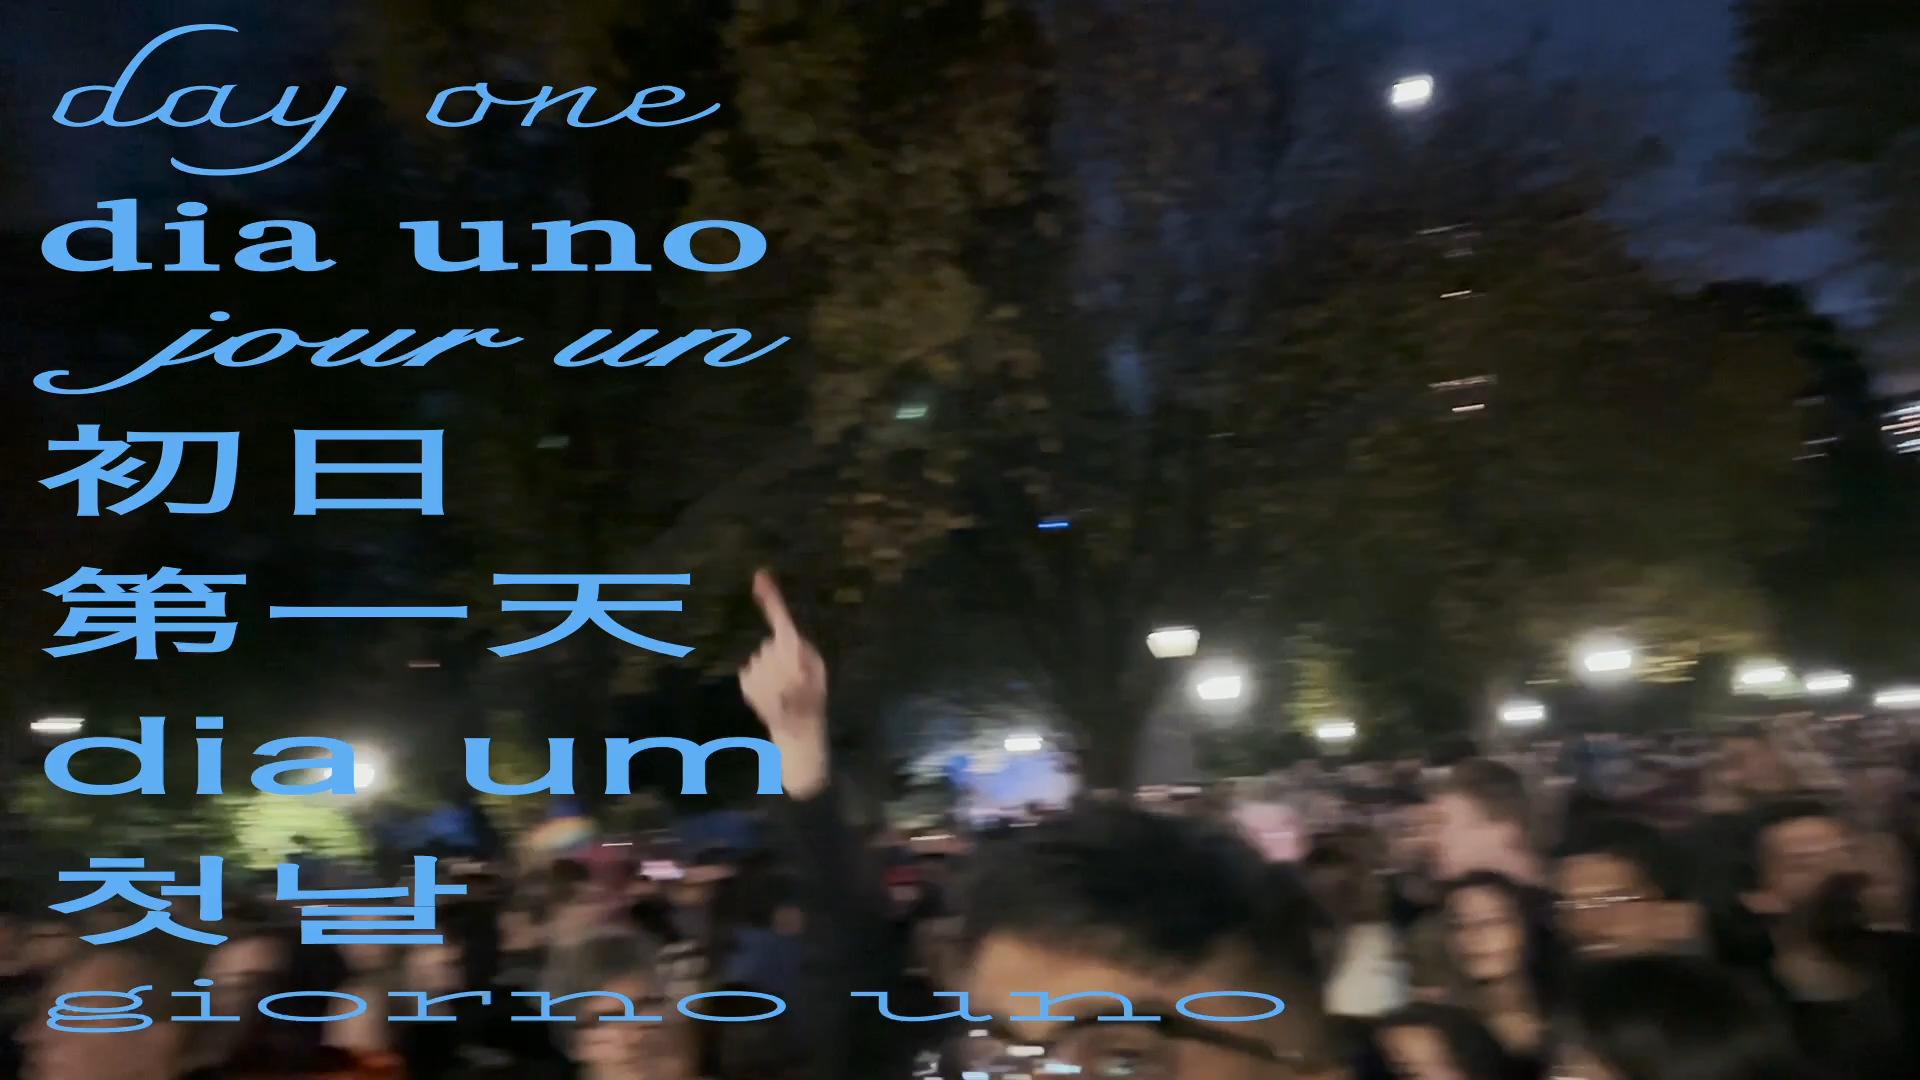 day one
dia uno
jour un
初日
第一天
dia um
첫날
giorno uno